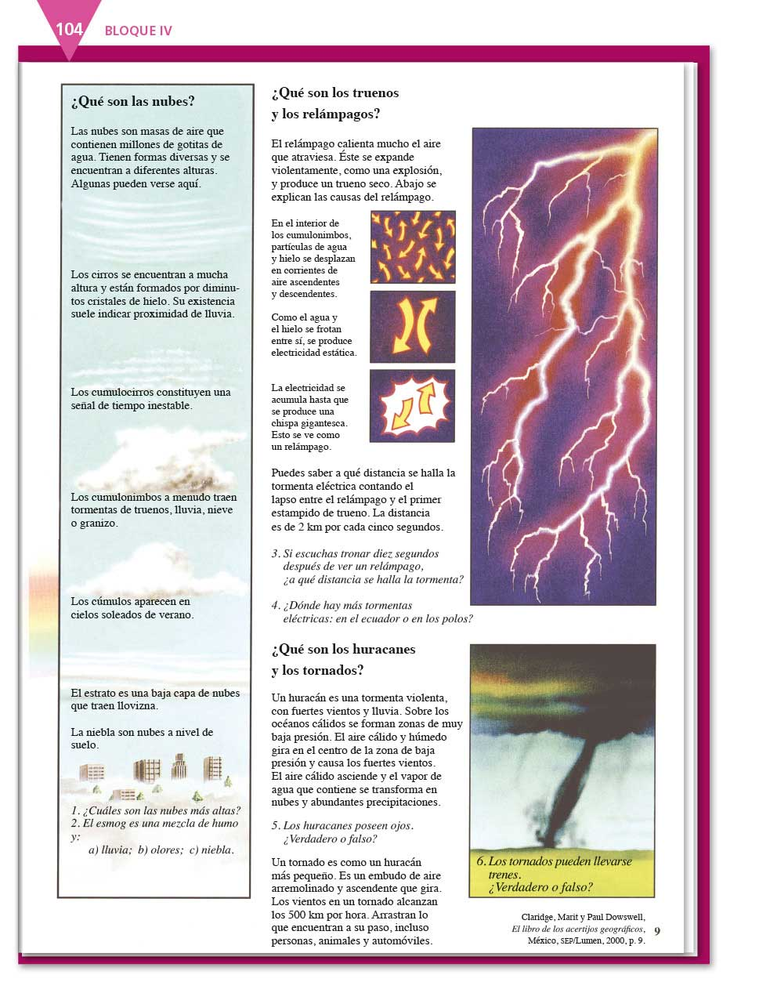 104
BLOQUE IV
¿Qué son las nubes?
Las nubes son masas de aire que
contienen millones de gotitas de
agua. Tienen formas diversas y se
encuentran a diferentes alturas.
Algunas pueden verse aquí.
Los cirros se encuentran a mucha
altura y están formados por diminu-
tos cristales de hielo. Su existencia
suele indicar proximidad de lluvia.
Los cumulocirros constituyen una
señal de tiempo inestable.
Los cumulonimbos a menudo traen
tormentas de truenos, lluvia, nieve
o granizo.
Los cúmulos aparecen en
cielos soleados de verano.
El estrato es una baja capa de nubes
que traen llovizna.
La niebla son nubes a nivel de
suelo.
1. ¿Cuáles son las nubes más altas?
2. El esmog es una mezcla de humo
y:
a) lluvia; b) olores; c) niebla.
¿Qué son los truenos
y los relámpagos?
El relámpago calienta mucho el aire
que atraviesa. Éste se expande
violentamente, como una explosión,
y produce un trueno seco. Abajo se
explican las causas del relámpago.
En el interior de
los cumulonimbos,
partículas de agua
y hielo se desplazan
en corrientes de
aire ascendentes
y descendentes.
Como el agua y
el hielo se frotan
entre sí, se produce
electricidad estática.
La electricidad se
acumula hasta que
se produce una
chispa gigantesca.
Esto se ve como
un relámpago.
Puedes saber a qué distancia se halla la
tormenta eléctrica contando el
lapso entre el relámpago y el primer
estampido de trueno. La distancia
es de 2 km por cada cinco segundos.
3. Si escuchas tronar diez segundos
después de ver un relámpago,
¿a qué distancia se halla la tormenta?
4. ¿Dónde hay más tormentas
eléctricas: en el ecuador o en los polos?
¿Qué son los huracanes
y los tornados?
Un huracán es una tormenta violenta,
con fuertes vientos y lluvia. Sobre los
océanos cálidos se forman zonas de muy
baja presión. El aire cálido y húmedo
gira en el centro de la zona de baja
presión y causa los fuertes vientos.
El aire cálido asciende y el vapor de
agua que contiene se transforma en
nubes y abundantes precipitaciones.
5. Los huracanes poseen ojos.
¿Verdadero o falso?
Un tornado es como un huracán
más pequeño. Es un embudo de aire
arremolinado y ascendente que gira.
Los vientos en un tornado alcanzan
los 500 km por hora. Arrastran lo
que encuentran a su paso, incluso
personas, animales y automóviles.
6. Los tornados pueden llevarse
trenes.
¿Verdadero o falso?
Claridge, Marit y Paul Dowswell,
El libro de los acertijos geográficos,
México, SEP/Lumen, 2000, p. 9.
9